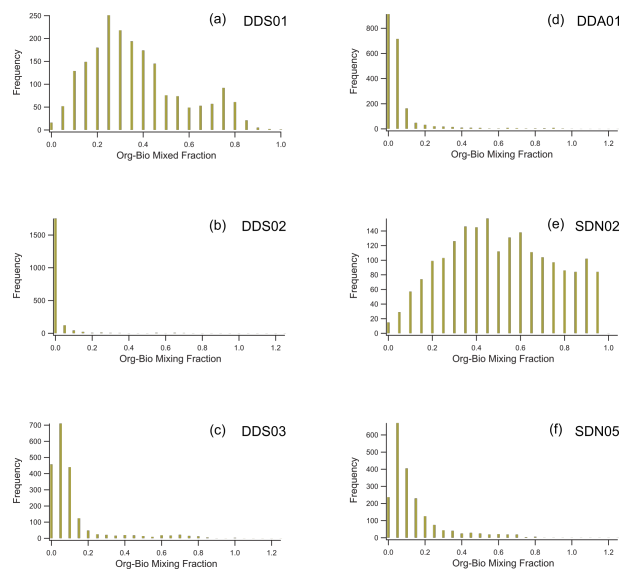 (a) DDS01
250
200
150
100
50
0
Frequency
0.0 0.2 0.4 0.6 0.8 1.0
Org-Bio Mixed Fraction
(d) DDA01
800
600
400
200
0
Frequency
0.0 0.2 0.4 0.6 0.8 1.0 1.2
Org-Bio Mixing Fraction
(b) DDS02
1500
1000
500
0
Frequency
0.0 0.2 0.4 0.6 0.8 1.0 1.2
Org-Bio Mixing Fraction
(e) SDN02
140
120
100
80
60
40
20
0
Frequency
0.0 0.2 0.4 0.6 0.8 1.0
Org-Bio Mixing Fraction
(c) DDS03
700
600
500
400
300
200
100
0
Frequency
0.0 0.2 0.4 0.6 0.8 1.0 1.2
Org-Bio Mixing Fraction
(f) SDN05
600
500
400
300
200
100
0
Frequency
0.0 0.2 0.4 0.6 0.8 1.0 1.2
Org-Bio Mixing Fraction